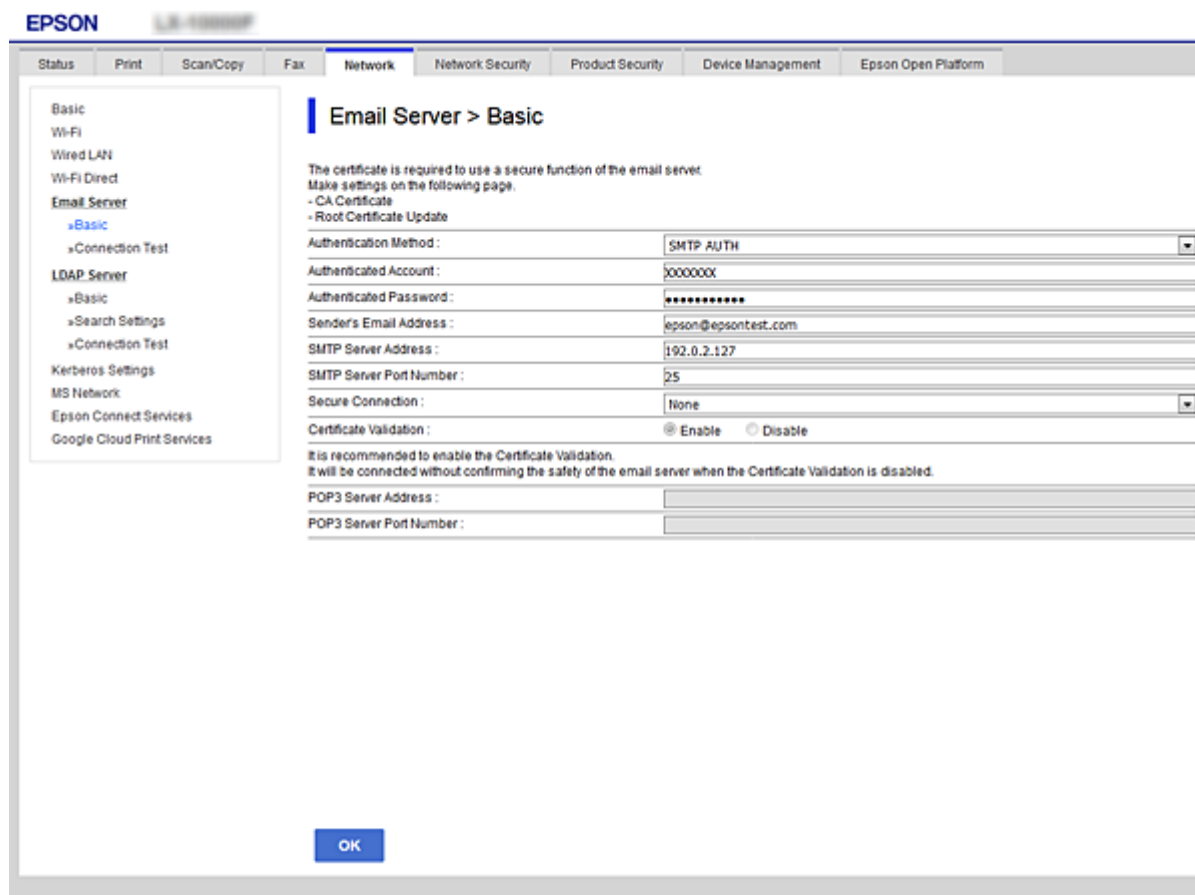 EPSON
Status Print Scan/Copy Fax Network Network Security Product Security Device Management Epson Open Platform
Basic
Wi-Fi
Wired LAN
Wi-Fi Direct
Email Server
»Basic
»Connection Test
LDAP Server
»Basic
»Search Settings
»Connection Test
Kerberos Settings
MS Network
Epson Connect Services
Google Cloud Print Services
Email Server > Basic
The certificate is required to use a secure function of the email server.
Make settings on the following page.
- CA Certificate
- Root Certificate Update
Authentication Method : SMTP AUTH
Authenticated Account : XXXXXXX
Authenticated Password : •••••••••••
Sender's Email Address : epson@epsontest.com
SMTP Server Address : 192.0.2.127
SMTP Server Port Number : 25
Secure Connection : None
Certificate Validation : Enable Disable
It is recommended to enable the Certificate Validation.
It will be connected without confirming the safety of the email server when the Certificate Validation is disabled.
POP3 Server Address :
POP3 Server Port Number :
OK